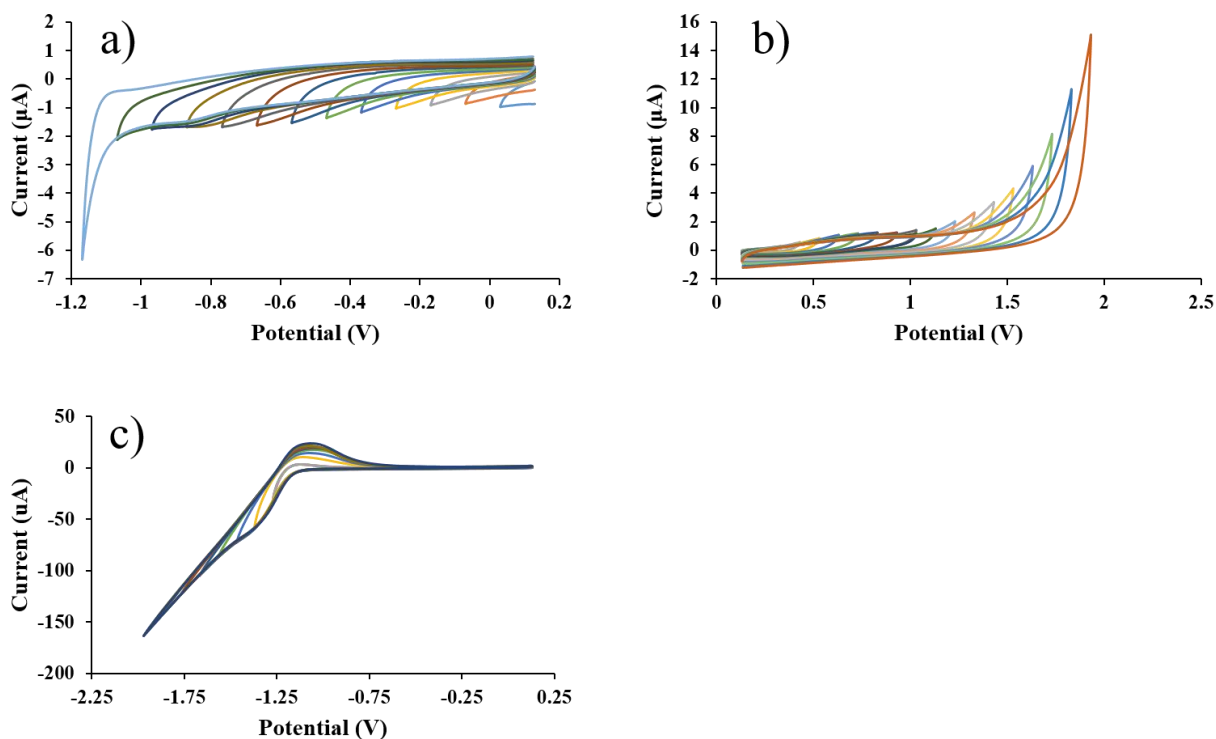 a)
2
1
0
-1
-2
-3
-4
-5
-6
-7
Current (µA)
-1.2 -1 -0.8 -0.6 -0.4 -0.2 0 0.2
Potential (V)
b)
16
14
12
10
8
6
4
2
0
-2
Current (µA)
0 0.5 1 1.5 2 2.5
Potential (V)
c)
50
0
-50
-100
-150
-200
Current (uA)
-2.25 -1.75 -1.25 -0.75 -0.25 0.25
Potential (V)